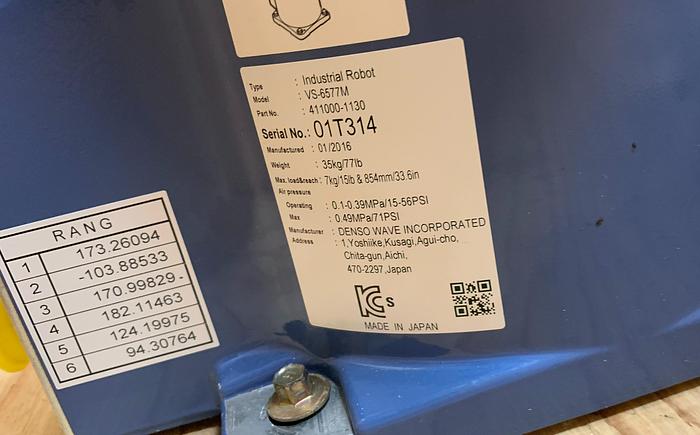 Type : Industrial Robot
Model : VS-6577M
Part No. : 411000-1130
Serial No.: 01T314
Manufactured : 01/2016
Weight : 35kg/77lb
Max. load&reach : 7kg/15lb & 854mm/33.6in
Air pressure
Operating : 0.1-0.39MPa/15-56PSI
Max : 0.49MPa/71PSI
Manufacturer : DENSO WAVE INCORPORATED
Address : 1,Yoshiike,Kusagi,Agui-cho,
Chita-gun,Aichi,
470-2297,Japan
KC s
MADE IN JAPAN
RANG
1 173.26094
2 -103.88533
3 170.99829
4 182.11463
5 124.19975
6 94.30764